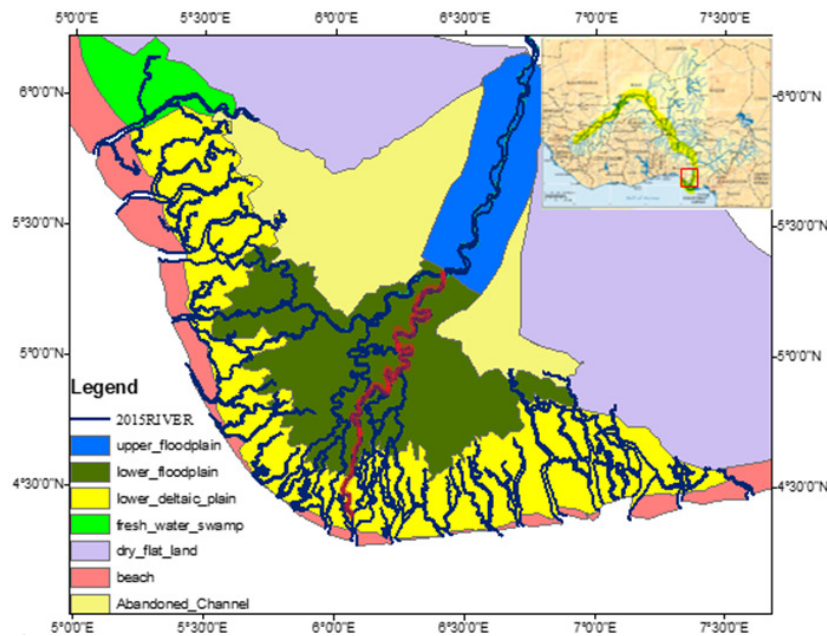 5°0'0"E 5°30'0"E 6°0'0"E 6°30'0"E 7°0'0"E 7°30'0"E
6°0'0"N 6°0'0"N
5°30'0"N 5°30'0"N
5°0'0"N 5°0'0"N
4°30'0"N 4°30'0"N
Legend
2015RIVER
upper_floodplain
lower_floodplain
lower_deltaic_plain
fresh_water_swamp
dry_flat_land
beach
Abandoned_Channel
5°0'0"E 5°30'0"E 6°0'0"E 6°30'0"E 7°0'0"E 7°30'0"E